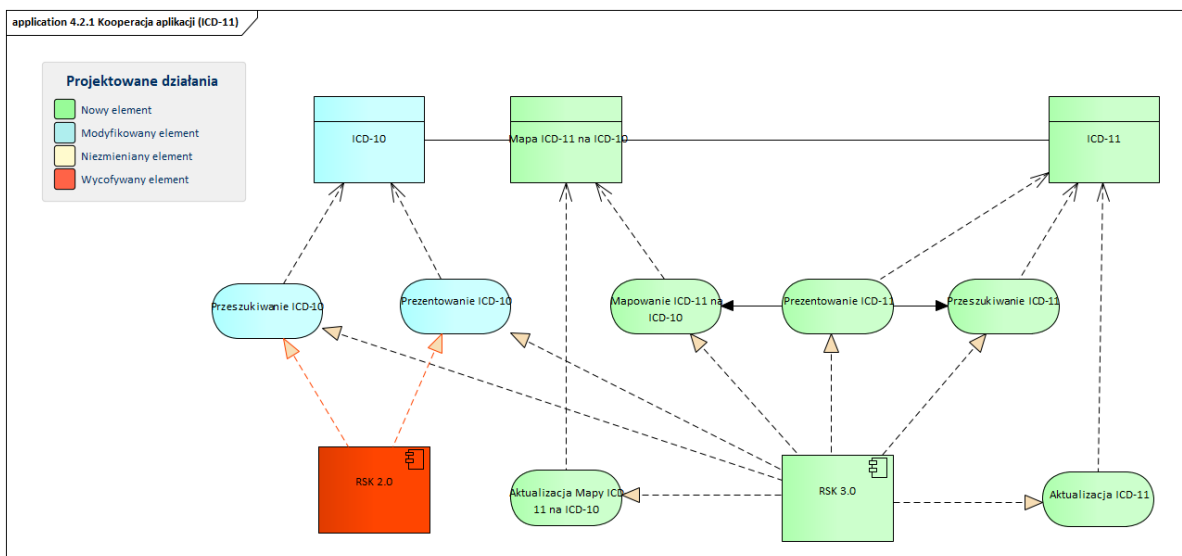 application 4.2.1 Kooperacja aplikacji (ICD-11)
Projektowane działania
Nowy element
Modyfikowany element
Niezmieniany element
Wycofywany element
ICD-10
Mapa ICD-11 na ICD-10
ICD-11
Przeszukiwanie ICD-10
Prezentowanie ICD-10
Mapowanie ICD-11 na
ICD-10
Prezentowanie ICD-11
Przeszukiwanie ICD-11
RSK 2.0
Aktualizacja Mapy ICD
11 na ICD-10
RSK 3.0
Aktualizacja ICD-11